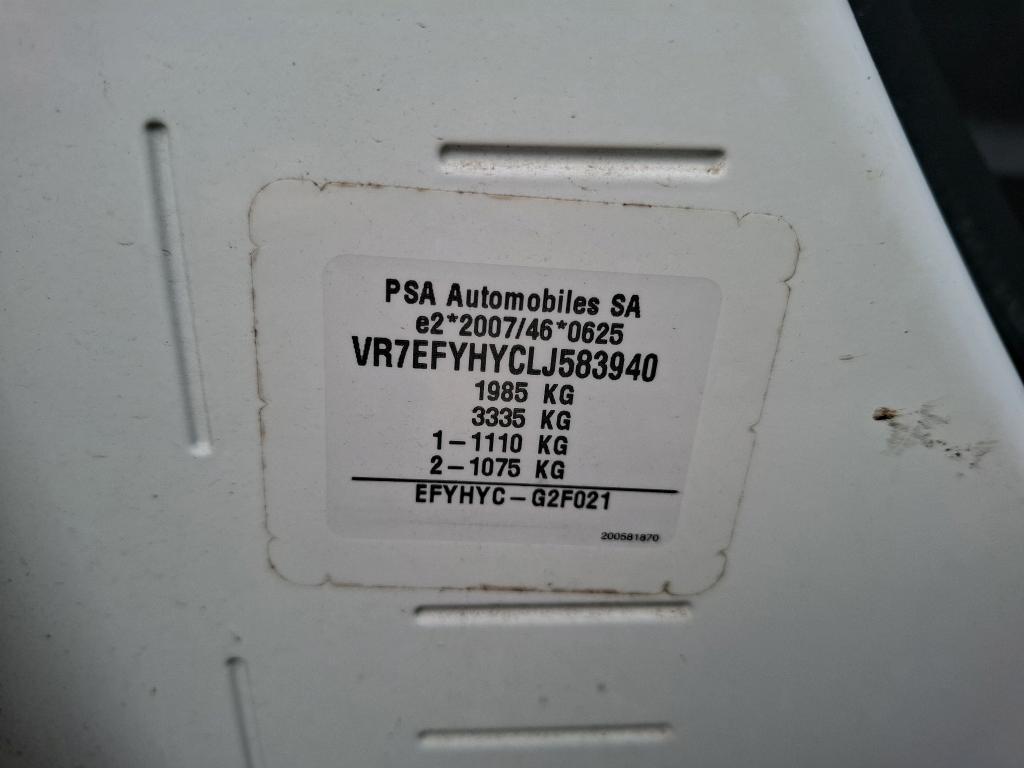 PSA Automobiles SA
e2*2007/46*0625
VR7EFYHYCLJ583940
1985 KG
3335 KG
1-1110 KG
2-1075 KG
EFYHYC-G2F021
200581870